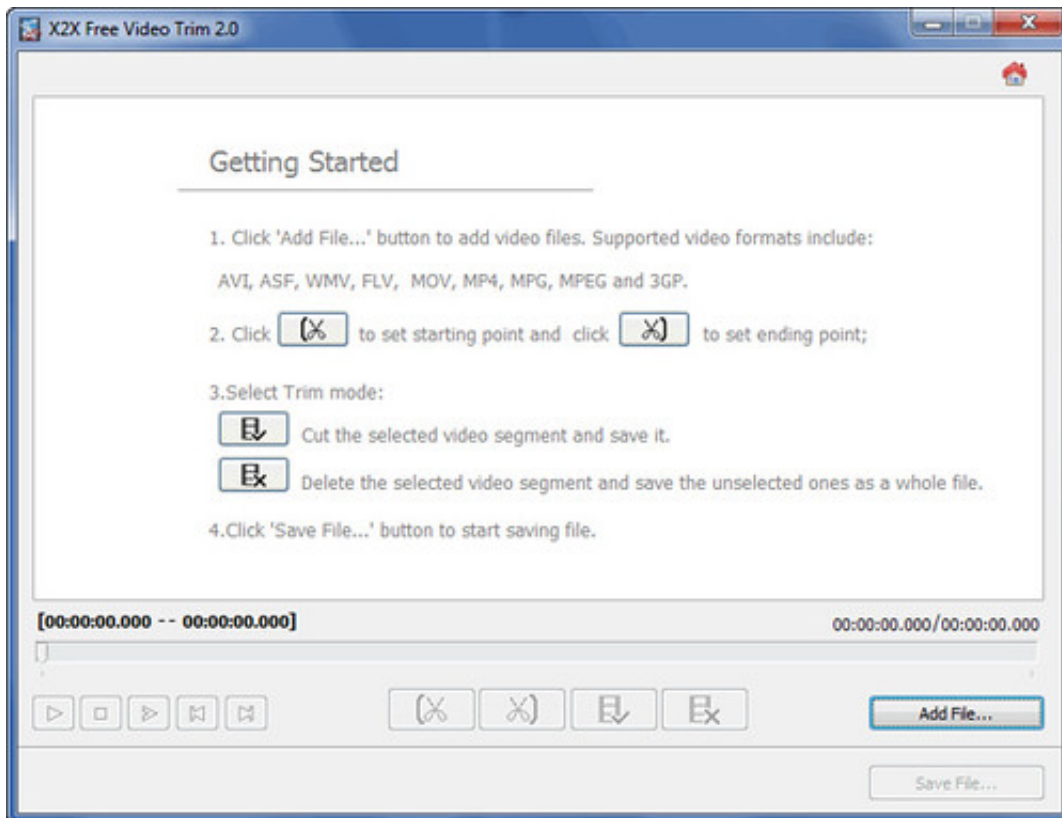 X2X Free Video Trim 2.0
Getting Started
1. Click 'Add File...' button to add video files. Supported video formats include:
AVI, ASF, WMV, FLV, MOV, MP4, MPG, MPEG and 3GP.
2. Click to set starting point and click to set ending point;
3.Select Trim mode:
Cut the selected video segment and save it.
Delete the selected video segment and save the unselected ones as a whole file.
4.Click 'Save File...' button to start saving file.
[00:00:00.000 -- 00:00:00.000] 00:00:00.000/00:00:00.000
Add File...
Save File...